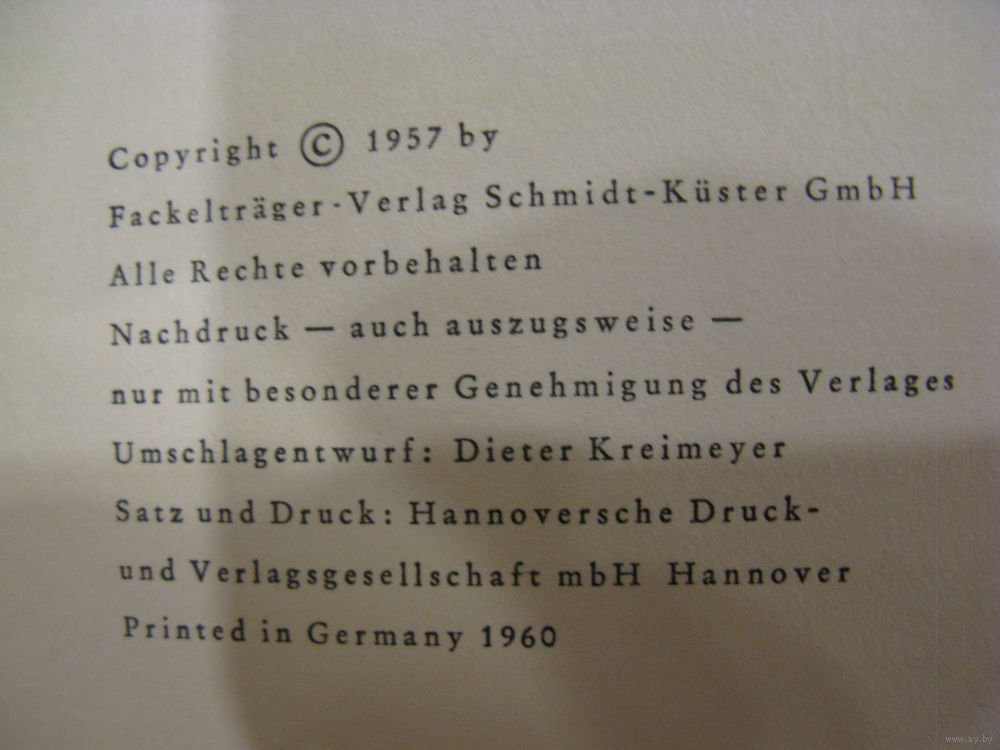 Copyright © 1957 by
Fackelträger-Verlag Schmidt-Küster GmbH
Alle Rechte vorbehalten
Nachdruck — auch auszugsweise —
nur mit besonderer Genehmigung des Verlages
Umschlagentwurf: Dieter Kreimeyer
Satz und Druck: Hannoversche Druck-
und Verlagsgesellschaft mbH Hannover
Printed in Germany 1960
www.ay.by